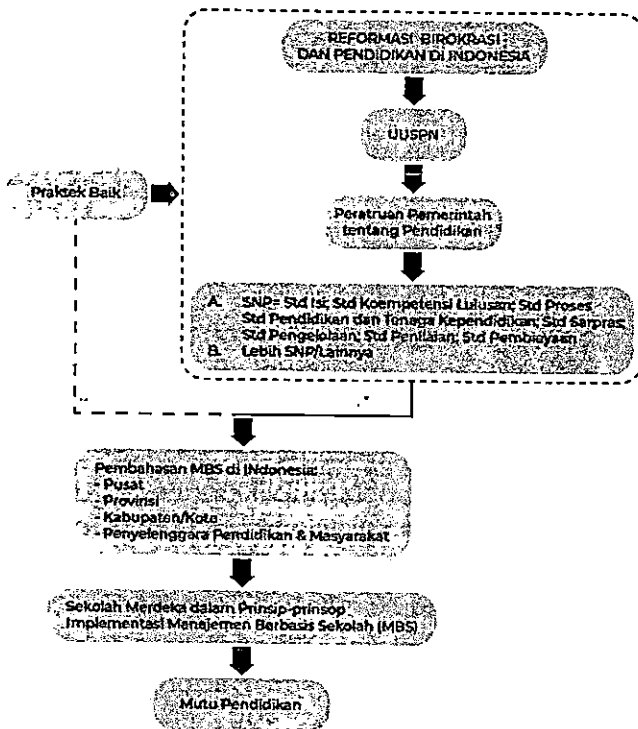 REFORMASI BIROKRASI
DAN PENDIDIKAN DI INDONESIA
UUSPN
Praktek Baik
Peratruan Pemerintah
tentang Pendidikan
A. SNP= Std Isi; Std Koempetensi Lulusan; Std Proses
Std Pendidikan dan Tenaga Kependidikan; Std Sarpras;
Std Pengelolaan; Std Penilaian; Std Pembiayaan
B. Lebih SNP/Lainnya
Pembahasan MBS di INdonesia:
- Pusat
- Provinsi
- Kabupaten/Kota
- Penyelenggara Pendidikan & Masyarakat
Sekolah Merdeka dalam Prinsip-prinsop
Implementasi Manajemen Berbasis Sekolah (MBS)
Mutu Pendidikan